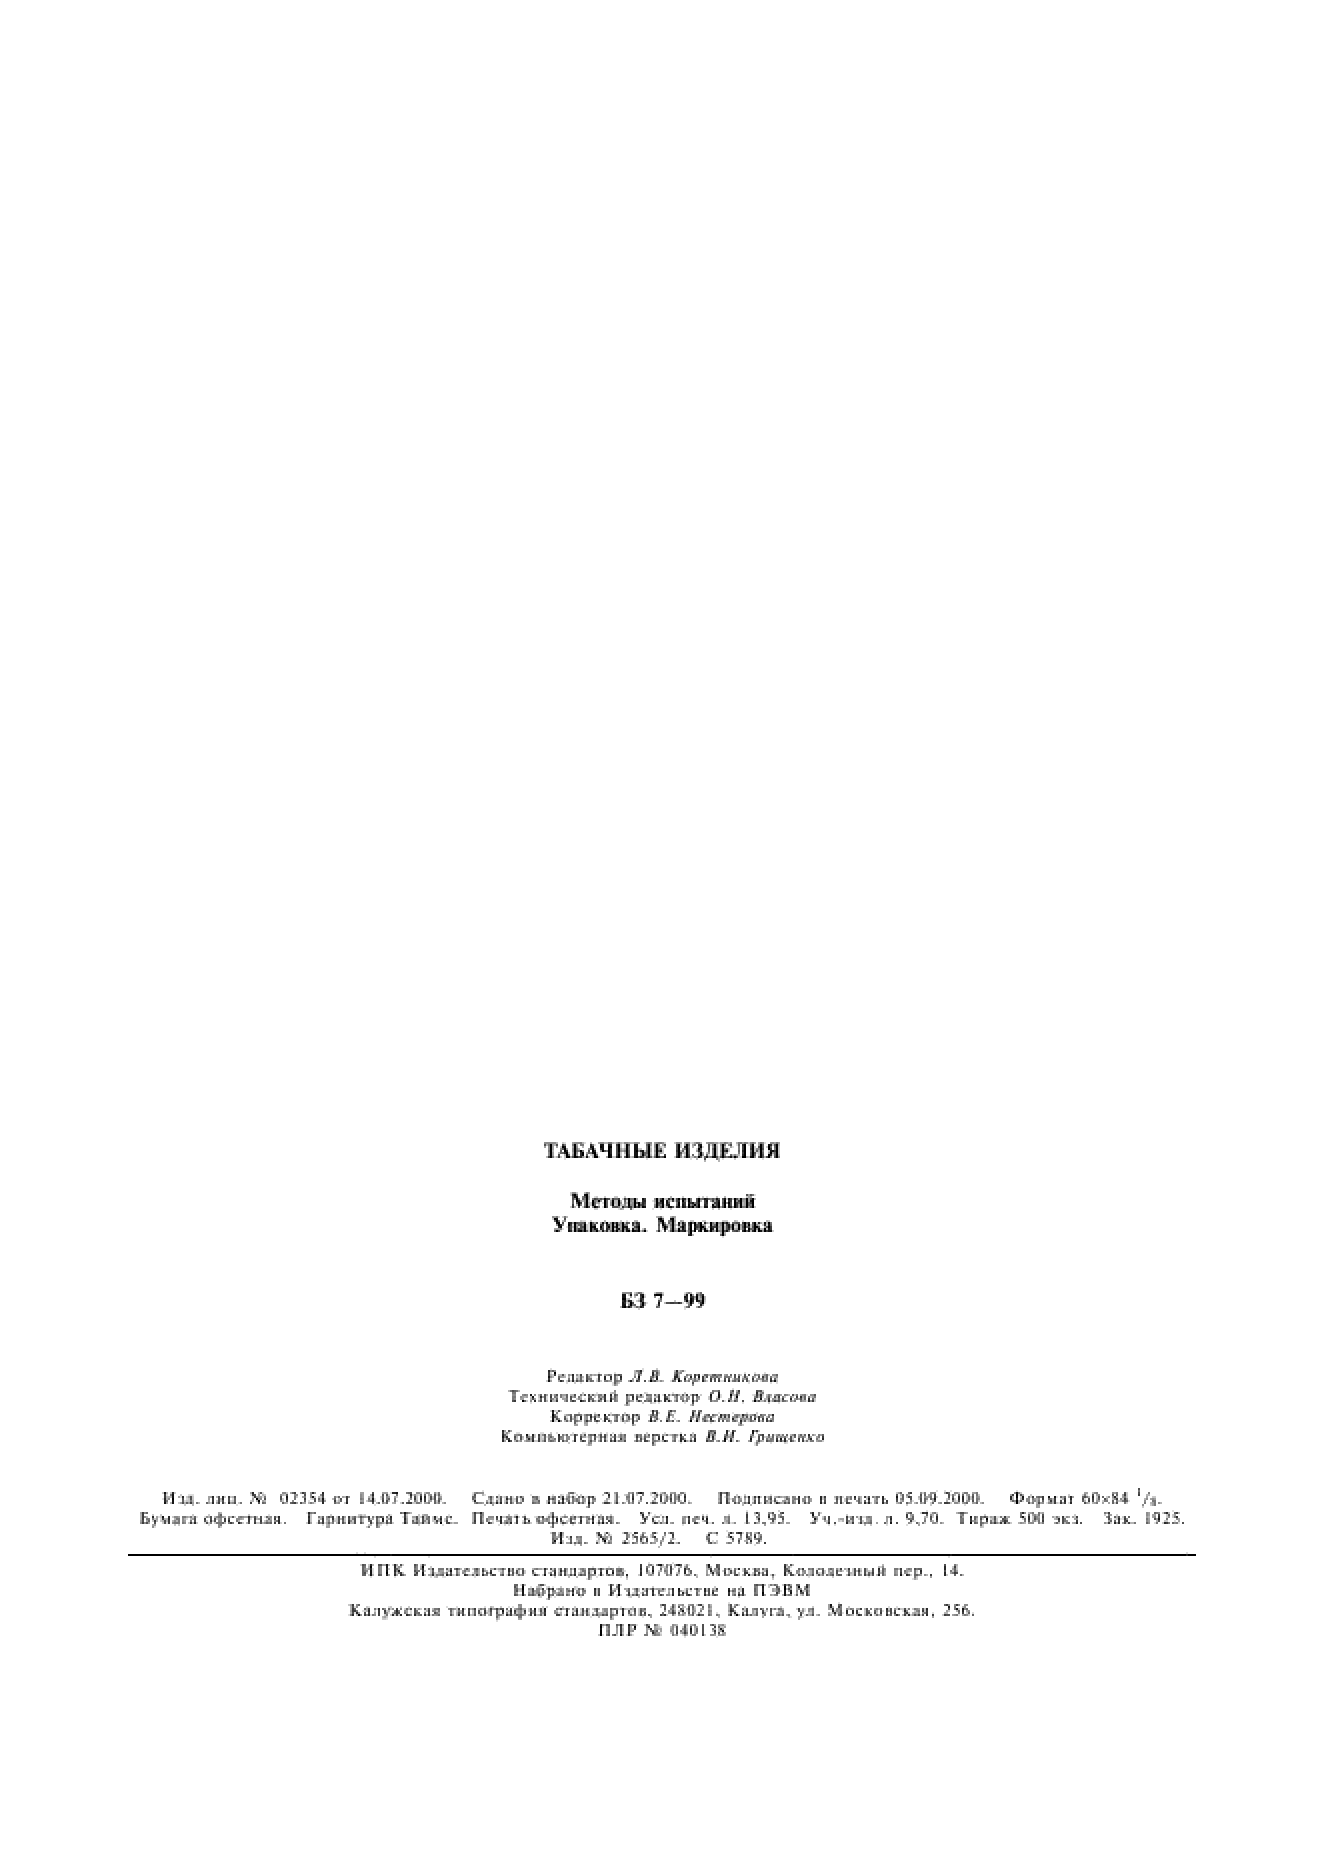 ТАБАЧНЫЕ ИЗДЕЛИЯ
Методы испытаний
Упаковка. Маркировка
БЗ 7—99
Редактор Л.В. Коретникова
Технический редактор О.Н. Власова
Корректор В.Е. Нестерова
Компьютерная верстка В.И. Грищенко
Изд. лиц. № 02354 от 14.07.2000. Сдано в набор 21.07.2000. Подписано в печать 05.09.2000. Формат 60×84 1/8.
Бумага офсетная. Гарнитура Таймс. Печать офсетная. Усл. печ. л. 13,95. Уч.-изд. л. 9,70. Тираж 500 экз. Зак. 1925.
Изд. № 2565/2. С 5789.
ИПК Издательство стандартов, 107076, Москва, Колодезный пер., 14.
Набрано в Издательстве на ПЭВМ
Калужская типография стандартов, 248021, Калуга, ул. Московская, 256.
ПЛР № 040138